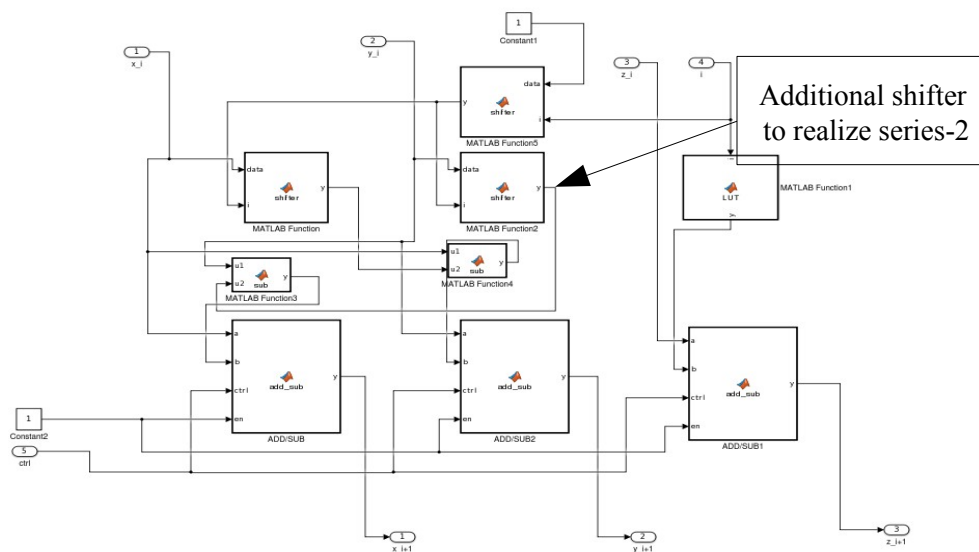 1
Constant1
1
x_i
2
y_i
3
z_i
4
i
Additional shifter
to realize series-2
data
y
shifter
i
MATLAB Function5
data
y
shifter
i
MATLAB Function
data
y
shifter
i
MATLAB Function2
i
LUT
y
MATLAB Function1
u1
u2
sub
y
MATLAB Function3
u1
u2
sub
y
MATLAB Function4
a
b
ctrl
en
add_sub
y
ADD/SUB
a
b
ctrl
en
add_sub
y
ADD/SUB2
a
b
ctrl
en
add_sub
y
ADD/SUB1
1
Constant2
5
ctrl
1
x_i+1
2
y_i+1
3
z_i+1